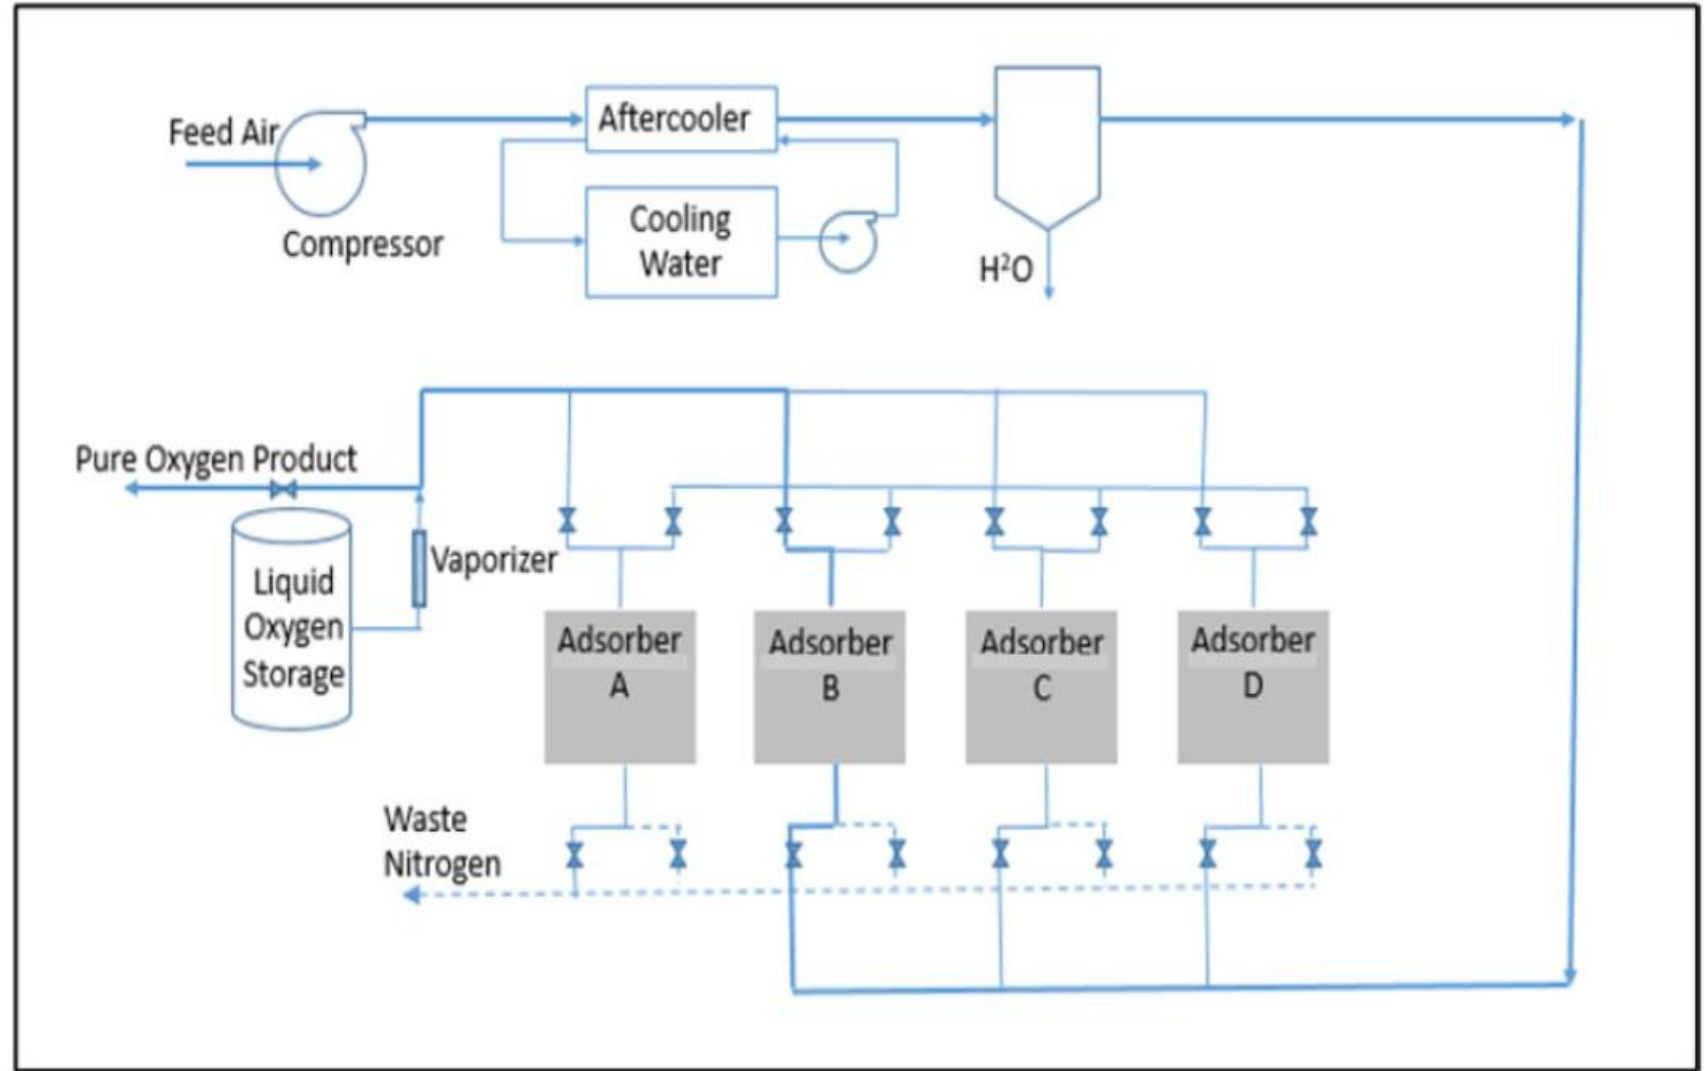 Feed Air
Compressor
Aftercooler
Cooling
Water
H²O
Pure Oxygen Product
Liquid
Oxygen
Storage
Vaporizer
Adsorber
A
Adsorber
B
Adsorber
C
Adsorber
D
Waste
Nitrogen